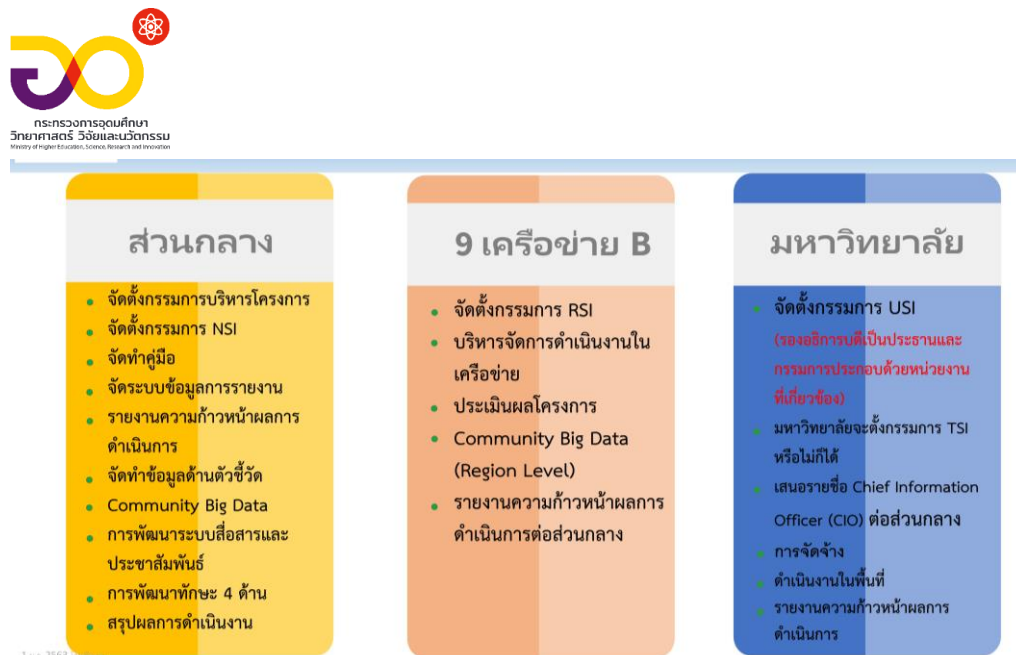 กระทรวงการอุดมศึกษา
วิทยาศาสตร์ วิจัยและนวัตกรรม
Ministry of Higher Education, Science, Research and Innovation
ส่วนกลาง
จัดตั้งกรรมการบริหารโครงการ
จัดตั้งกรรมการ NSI
จัดทำคู่มือ
จัดระบบข้อมูลการรายงาน
รายงานความก้าวหน้าผลการ
ดำเนินการ
จัดทำข้อมูลด้านตัวชี้วัด
Community Big Data
การพัฒนาระบบสื่อสารและ
ประชาสัมพันธ์
การพัฒนาทักษะ 4 ด้าน
สรุปผลการดำเนินงาน
9 เครือข่าย B
จัดตั้งกรรมการ RSI
บริหารจัดการดำเนินงานใน
เครือข่าย
ประเมินผลโครงการ
Community Big Data
(Region Level)
รายงานความก้าวหน้าผลการ
ดำเนินการต่อส่วนกลาง
มหาวิทยาลัย
จัดตั้งกรรมการ USI
(รองอธิการบดีเป็นประธานและ
กรรมการประกอบด้วยหน่วยงาน
ที่เกี่ยวข้อง)
มหาวิทยาลัยจะตั้งกรรมการ TSI
หรือไม่ก็ได้
เสนอรายชื่อ Chief Information
Officer (CIO) ต่อส่วนกลาง
การจัดจ้าง
ดำเนินงานในพื้นที่
รายงานความก้าวหน้าผลการ
ดำเนินการ